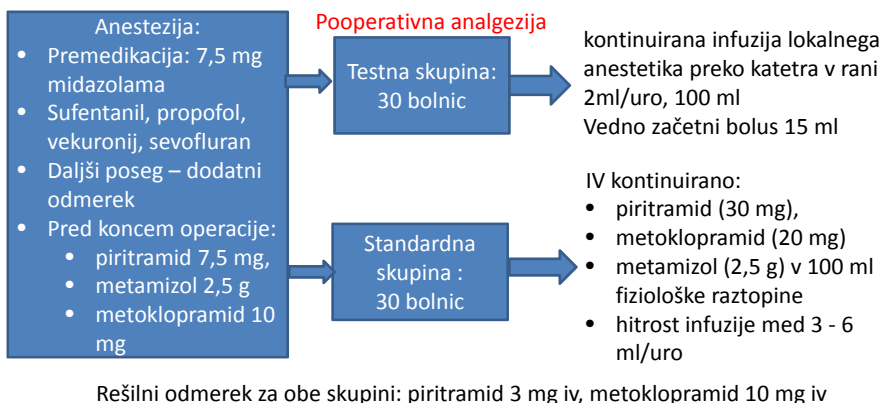 Anestezija:
• Premedikacija: 7,5 mg
midazolama
• Sufentanil, propofol,
vekuronij, sevofluran
• Daljši poseg – dodatni
odmerek
• Pred koncem operacije:
• piritramid 7,5 mg,
• metamizol 2,5 g
• metoklopramid 10
mg
Pooperativna analgezija
Testna skupina:
30 bolnic
kontinuirana infuzija lokalnega
anestetika preko katetra v rani
2ml/uro, 100 ml
Vedno začetni bolus 15 ml
Standardna
skupina :
30 bolnic
IV kontinuirano:
• piritramid (30 mg),
• metoklopramid (20 mg)
• metamizol (2,5 g) v 100 ml
fiziološke raztopine
• hitrost infuzije med 3 - 6
ml/uro
Rešilni odmerek za obe skupini: piritramid 3 mg iv, metoklopramid 10 mg iv